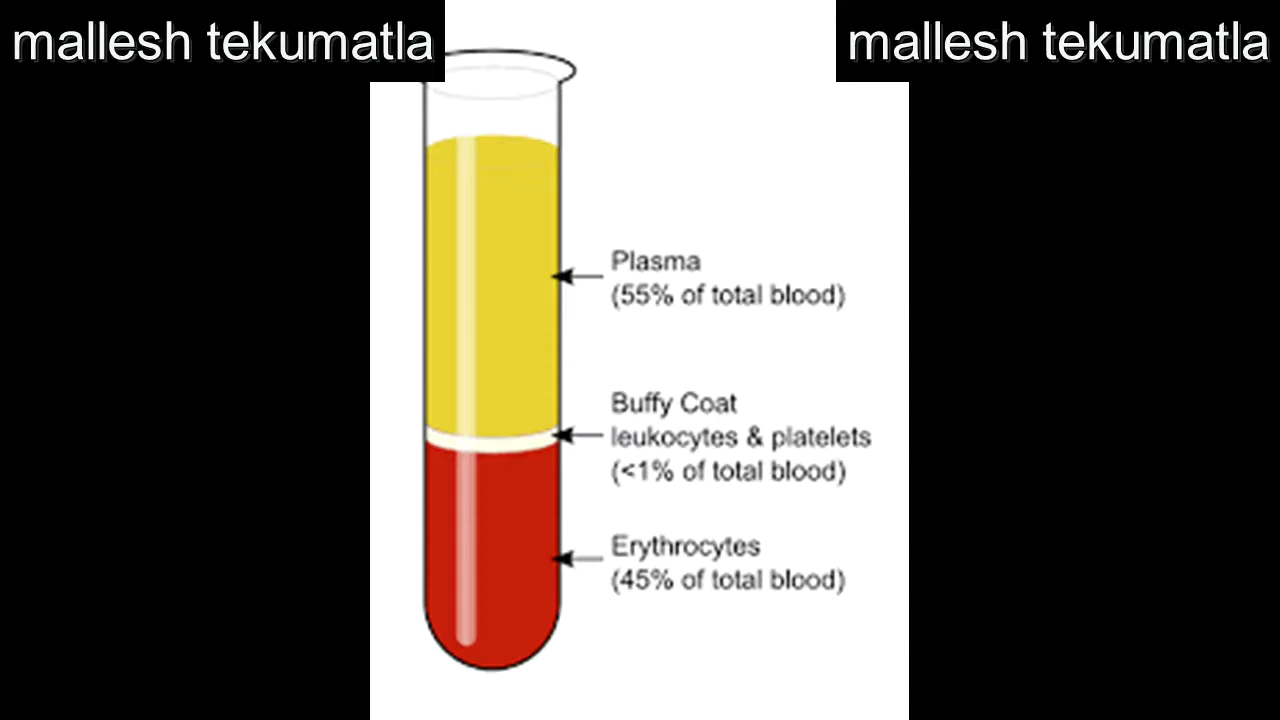 mallesh tekumatla
mallesh tekumatla
Plasma
(55% of total blood)
Buffy Coat
leukocytes & platelets
(<1% of total blood)
Erythrocytes
(45% of total blood)